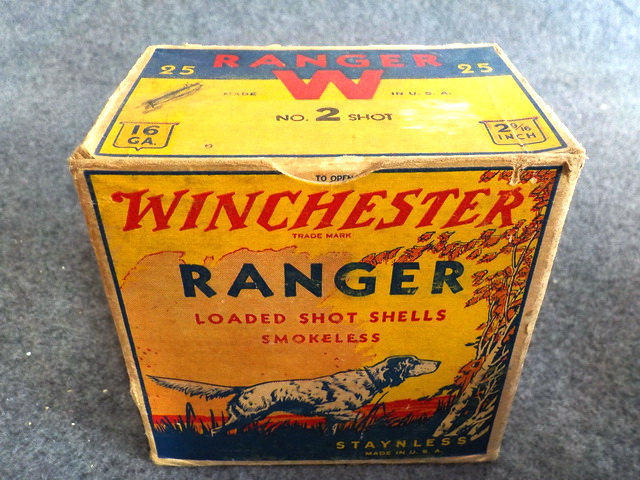 25 RANGER 25
W
MADE IN U.S.A.
NO. 2 SHOT
16 GA.
2 9/16 INCH
TO OPEN
WINCHESTER
TRADE MARK
RANGER
LOADED SHOT SHELLS
SMOKELESS
STAYNLESS
MADE IN U.S.A.